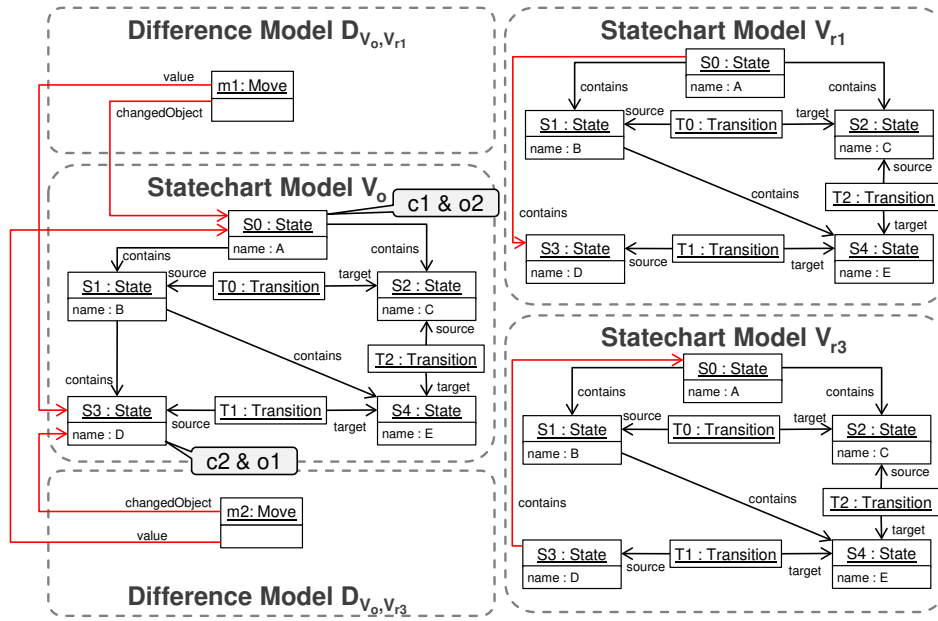 Difference Model D_Vo,Vr1
value
m1: Move
changedObject
Statechart Model V_o
c1 & o2
S0 : State
name : A
contains
contains
source
target
S1 : State
name : B
T0 : Transition
S2 : State
name : C
source
contains
T2 : Transition
contains
target
S3 : State
name : D
T1 : Transition
S4 : State
name : E
source
target
c2 & o1
changedObject
m2: Move
value
Difference Model D_Vo,Vr3
Statechart Model V_r1
S0 : State
name : A
contains
contains
source
target
S1 : State
name : B
T0 : Transition
S2 : State
name : C
source
contains
T2 : Transition
contains
target
S3 : State
name : D
T1 : Transition
S4 : State
name : E
source
target
Statechart Model V_r3
S0 : State
name : A
contains
contains
source
target
S1 : State
name : B
T0 : Transition
S2 : State
name : C
source
contains
T2 : Transition
contains
target
S3 : State
name : D
T1 : Transition
S4 : State
name : E
source
target